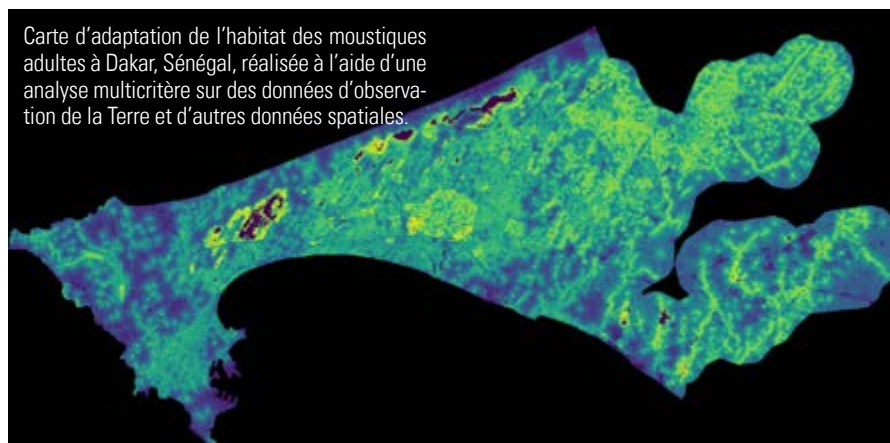 Carte d’adaptation de l’habitat des moustiques
adultes à Dakar, Sénégal, réalisée à l’aide d’une
analyse multicritère sur des données d’observa-
tion de la Terre et d’autres données spatiales.